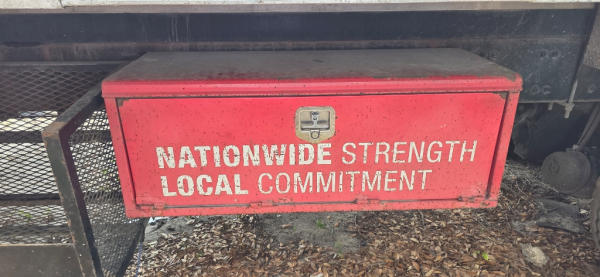 NATIONWIDE STRENGTH
LOCAL COMMITMENT